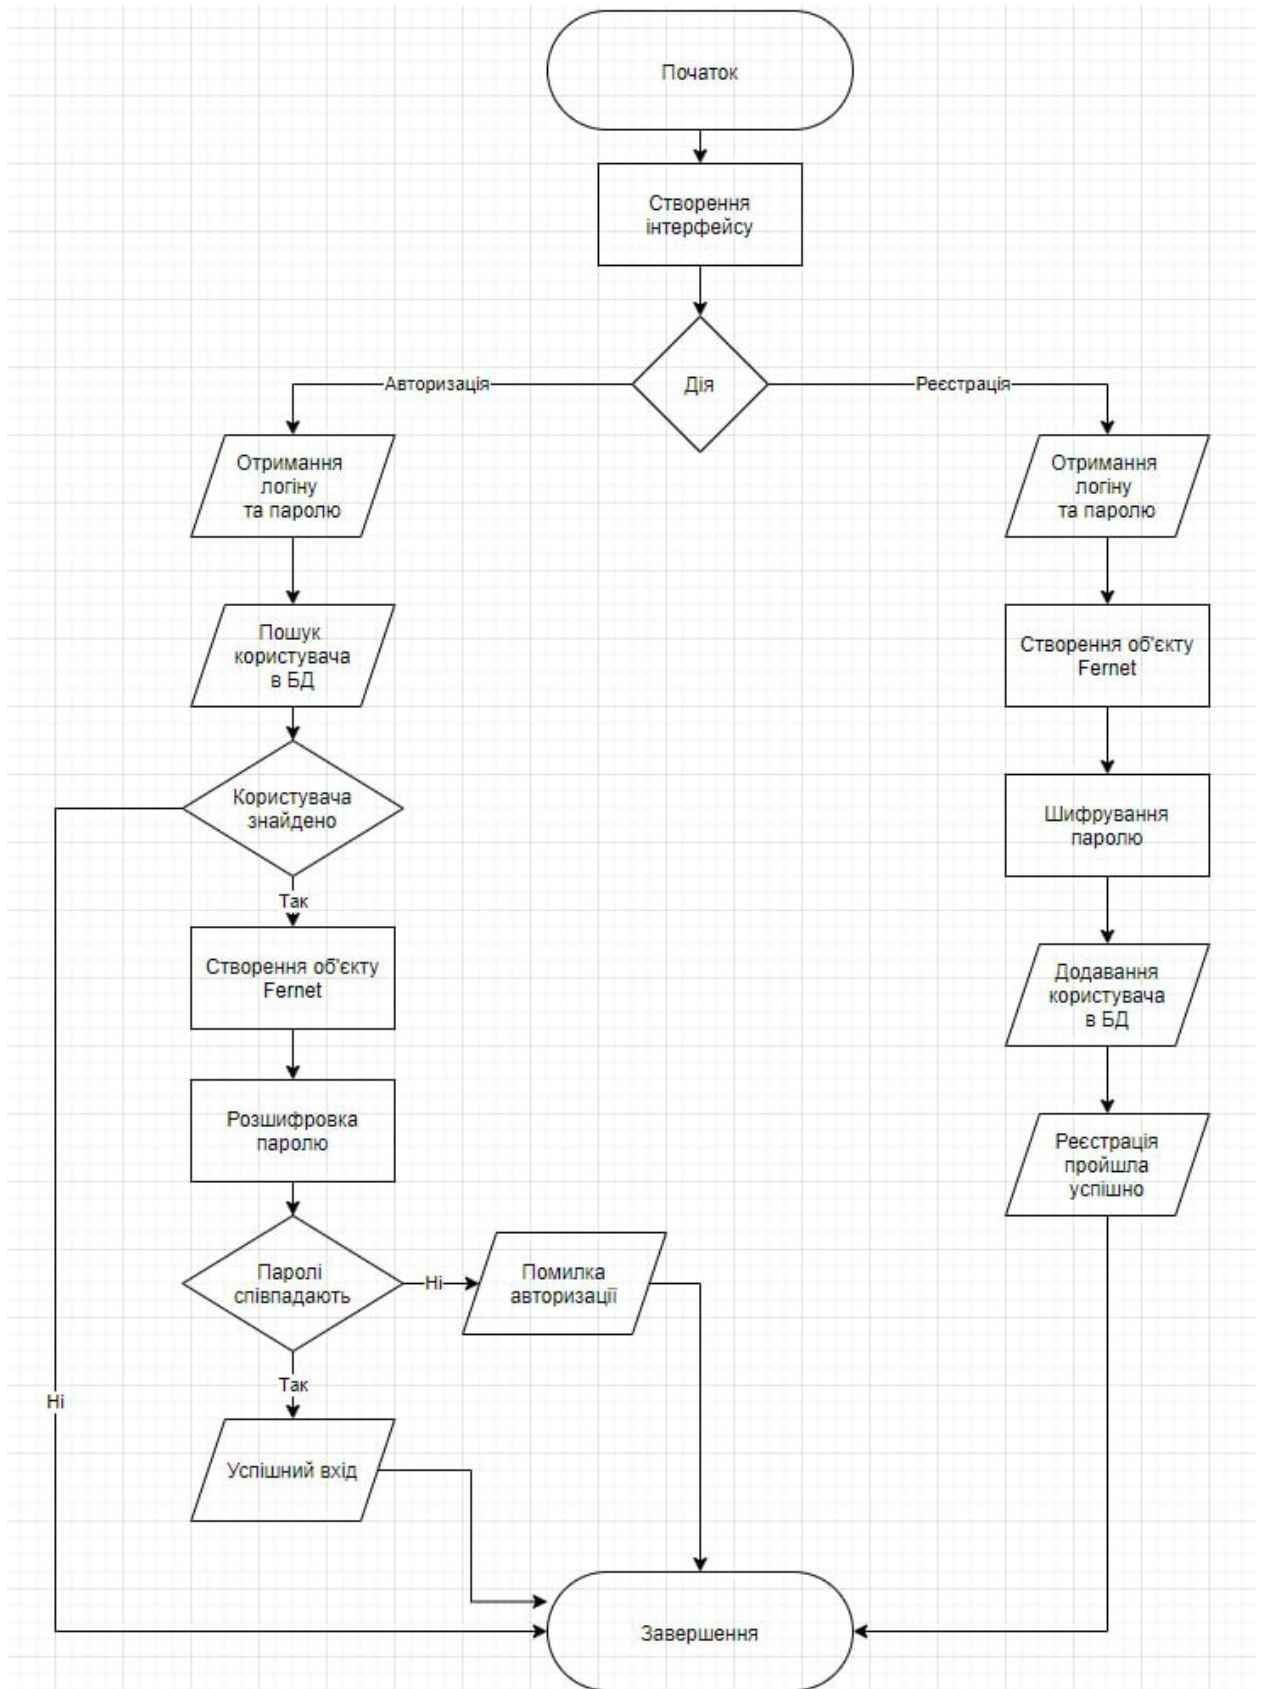 Початок
Створення
інтерфейсу
Дія
Авторизація
Реєстрація
Отримання
логіну
та паролю
Отримання
логіну
та паролю
Пошук
користувача
в БД
Створення об'єкту
Fernet
Користувача
знайдено
Шифрування
паролю
Так
Створення об'єкту
Fernet
Додавання
користувача
в БД
Розшифровка
паролю
Реєстрація
пройшла
успішно
Паролі
співпадають
Ні
Помилка
авторизації
Так
Ні
Успішний вхід
Завершення